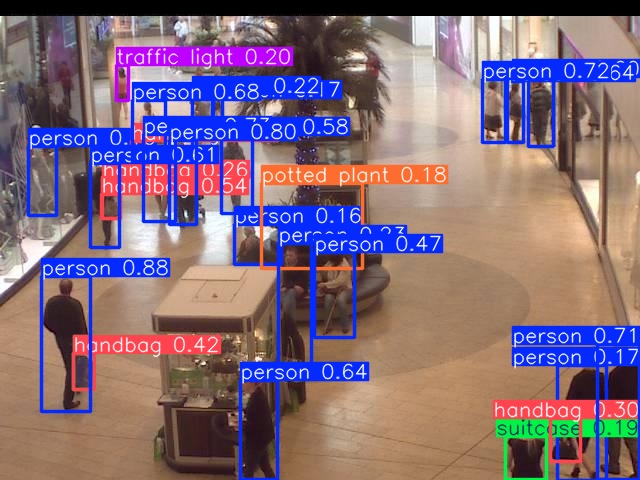 traffic light 0.20
person 0.68
0.22
person 0.72
person 0.80
0.58
person 0.61
handbag 0.26
handbag 0.54
potted plant 0.18
person 0.16
person 0.47
person 0.88
person 0.71
handbag 0.42
person 0.17
person 0.64
handbag 0.30
suitcase 0.19